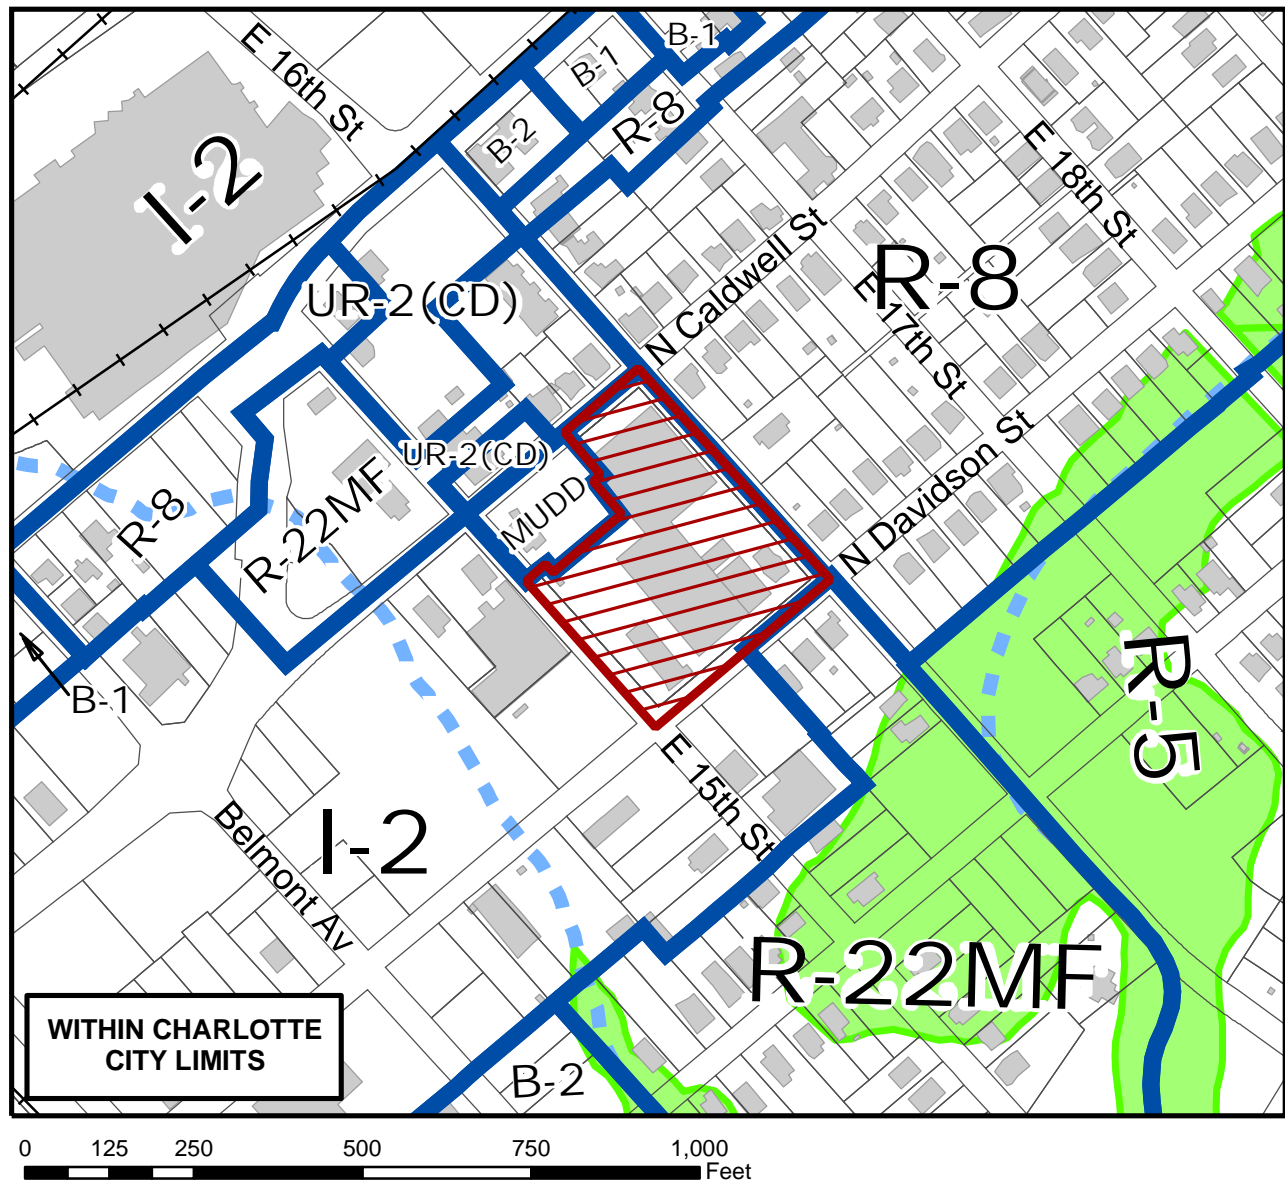 E 16th St
B-1
B-1
B-2
R-8
I-2
E 18th St
N Caldwell St
R-8
E 17th St
UR-2(CD)
N Davidson St
UR-2(CD)
MUDD
R-8
R-22MF
R-5
B-1
E 15th St
Belmont Av
I-2
R-22MF
B-2
WITHIN CHARLOTTE
CITY LIMITS
0 125 250 500 750 1,000
Feet